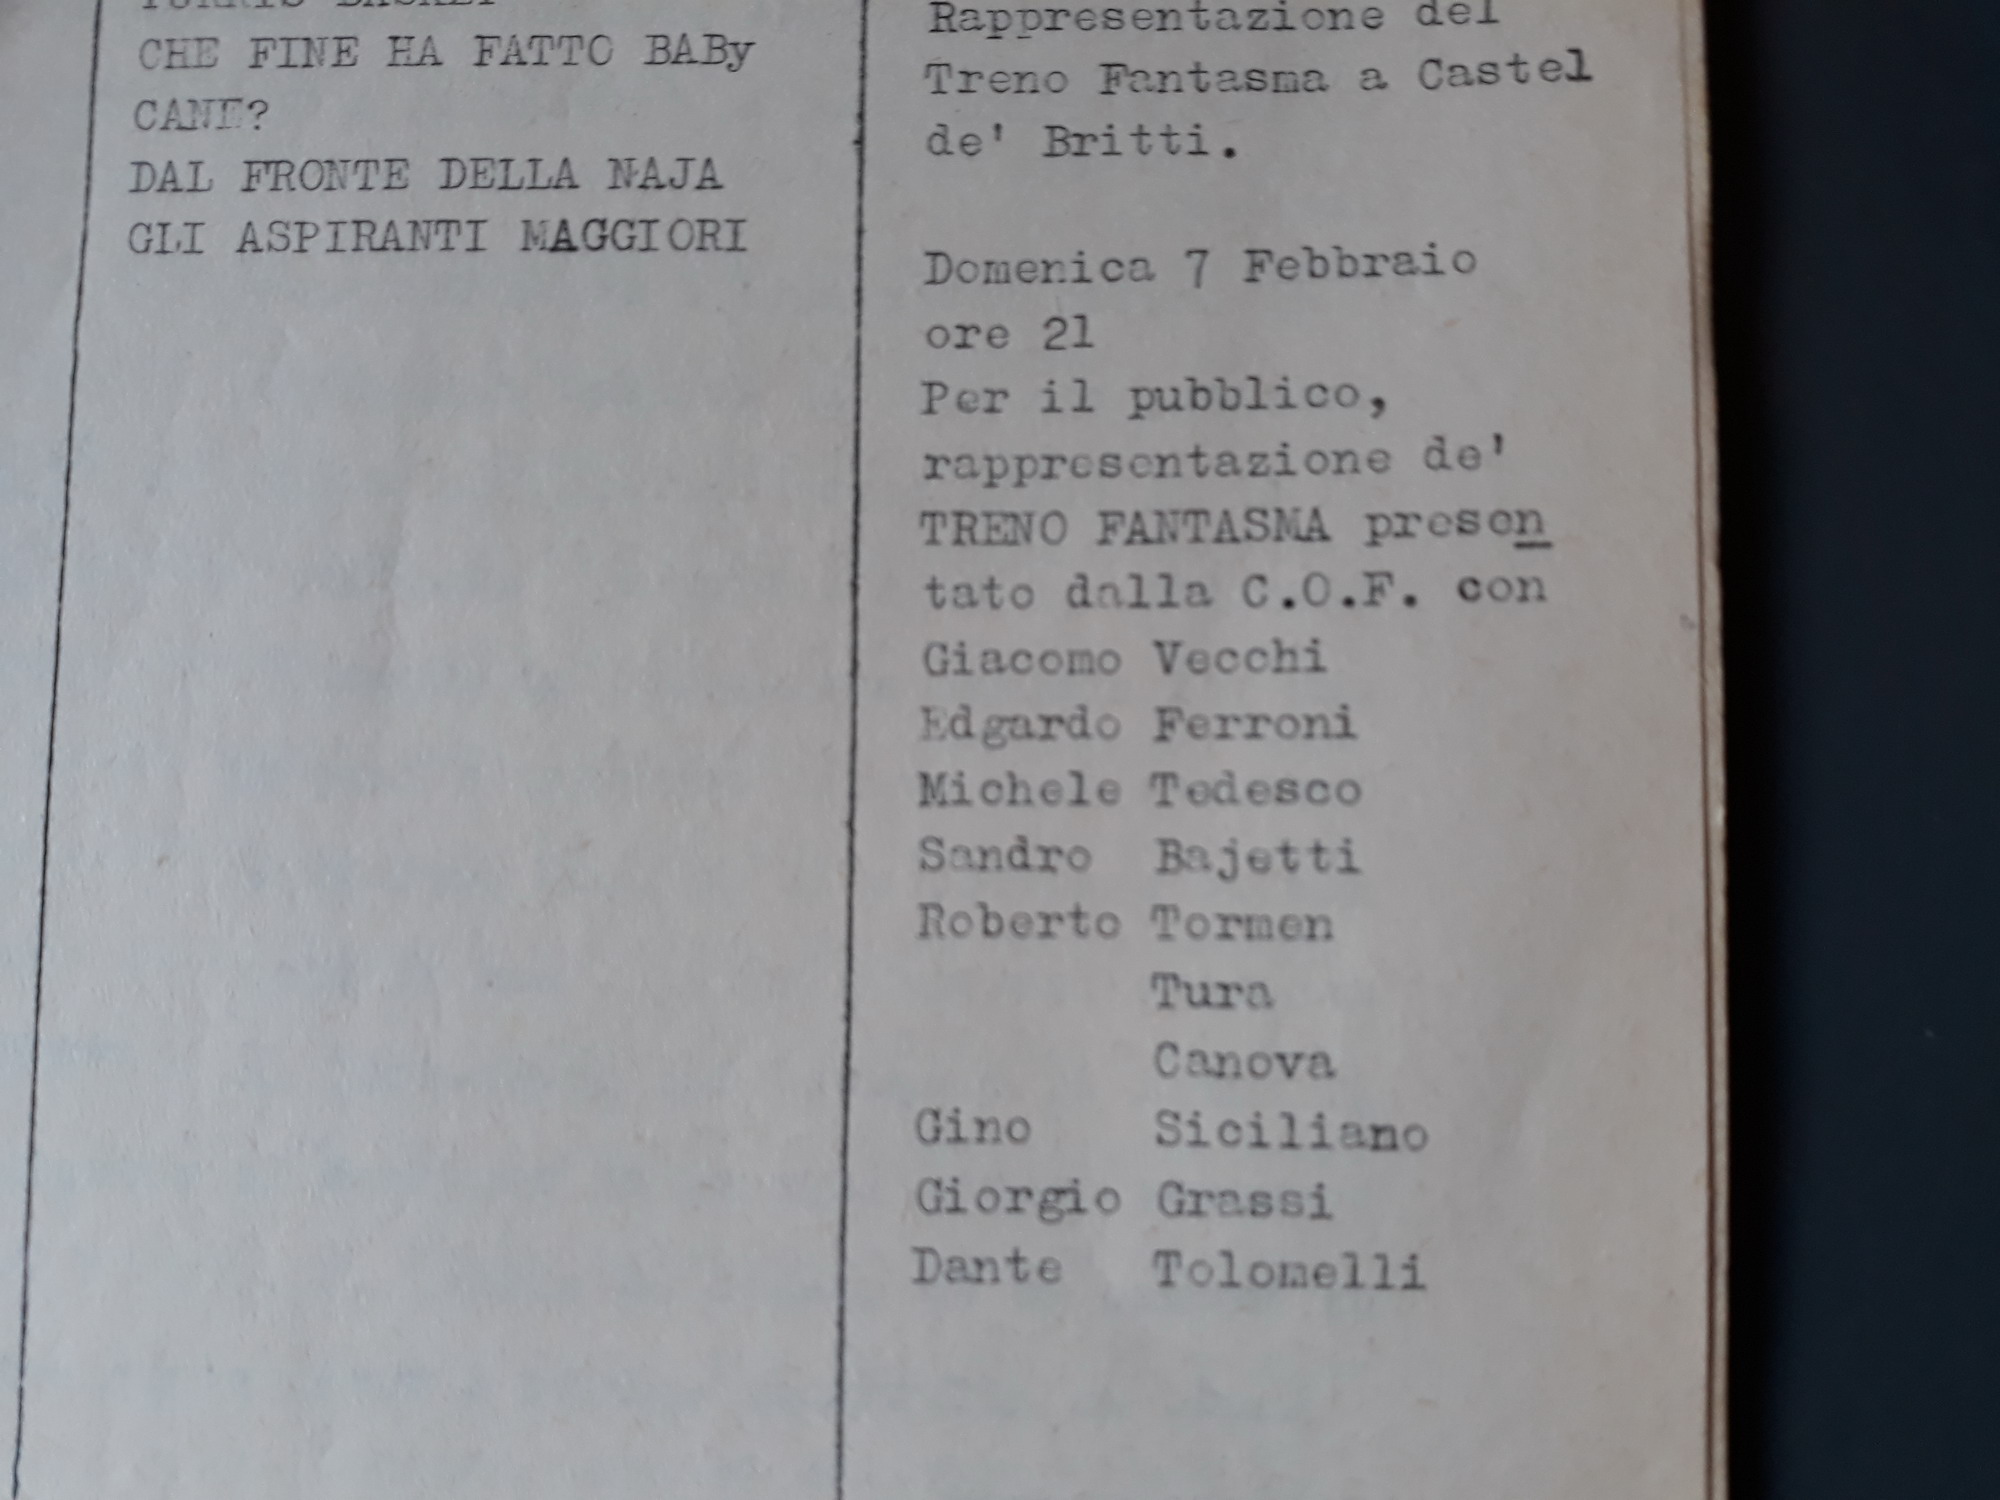 CHE FINE HA FATTO BABy
CANE?
DAL FRONTE DELLA NAJA
GLI ASPIRANTI MAGGIORI
Rappresentazione del
Treno Fantasma a Castel
de' Britti.
Domenica 7 Febbraio
ore 21
Per il pubblico,
rappresentazione de'
TRENO FANTASMA presen
tato dalla C.O.F. con
Giacomo Vecchi
Edgardo Ferroni
Michele Tedesco
Sandro Bajetti
Roberto Tormen
Tura
Canova
Gino Siciliano
Giorgio Grassi
Dante Tolomelli